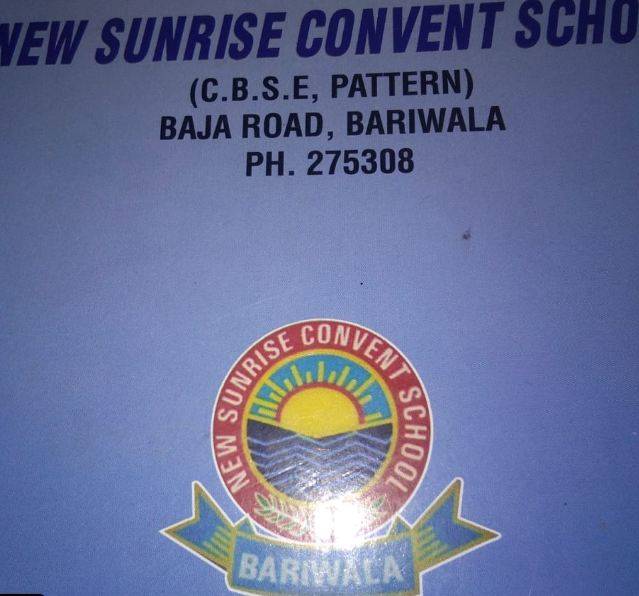 NEW SUNRISE CONVENT SCHO
(C.B.S.E, PATTERN)
BAJA ROAD, BARIWALA
PH. 275308
NEW SUNRISE CONVENT SCHOOL
BARIWALA